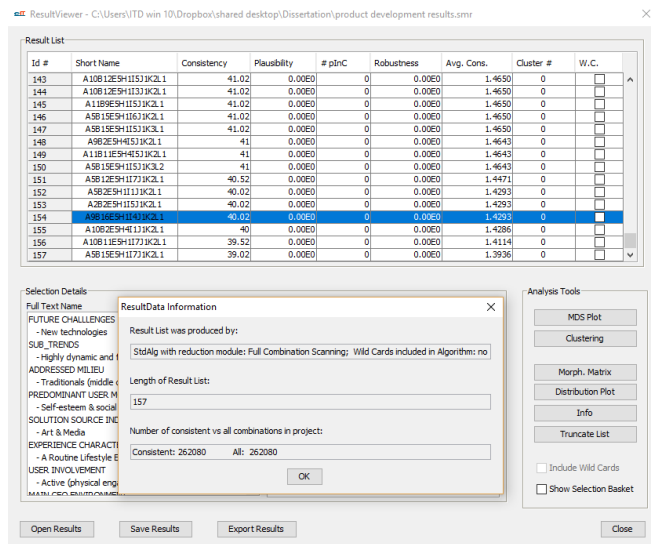 ResultViewer - C:\Users\ITD win 10\Dropbox\shared desktop\Dissertation\product development results.smr
Result List
Id # Short Name Consistency Plausibility # pInC Robustness Avg. Cons. Cluster # W.C.
143 A10B12E5H1I5J1K2L1 41.02 0.00E0 0 0.00E0 1.4650 0
144 A10B12E5H1I3J1K2L1 41.02 0.00E0 0 0.00E0 1.4650 0
145 A11B9E5H1I5J1K2L1 41.02 0.00E0 0 0.00E0 1.4650 0
146 A5B15E5H1I6J1K2L1 41.02 0.00E0 0 0.00E0 1.4650 0
147 A5B15E5H1I5J1K3L1 41.02 0.00E0 0 0.00E0 1.4650 0
148 A9B2E5H4I5J1K2L1 41 0.00E0 0 0.00E0 1.4643 0
149 A11B11E5H4I5J1K2L1 41 0.00E0 0 0.00E0 1.4643 0
150 A5B15E5H1I5J1K3L2 41 0.00E0 0 0.00E0 1.4643 0
151 A5B12E5H1I7J1K2L1 40.52 0.00E0 0 0.00E0 1.4471 0
152 A5B2E5H1I1J1K2L1 40.02 0.00E0 0 0.00E0 1.4293 0
153 A2B2E5H1I5J1K2L1 40.02 0.00E0 0 0.00E0 1.4293 0
154 A9B16E5H1I4J1K2L1 40.02 0.00E0 0 0.00E0 1.4293 0
155 A10B2E5H4I1J1K2L1 40 0.00E0 0 0.00E0 1.4286 0
156 A10B11E5H1I7J1K2L1 39.52 0.00E0 0 0.00E0 1.4114 0
157 A5B15E5H1I7J1K2L1 39.02 0.00E0 0 0.00E0 1.3936 0
Selection Details
Full Text Name
FUTURE CHALLLENGES
- New technologies
SUB_TRENDS
- Highly dynamic and
ADDRESSED MILIEU
- Traditionals (middle
PREDOMINANT USER M
- Self-esteem & social
SOLUTION SOURCE IND
- Art & Media
EXPERIENCE CHARACT
- A Routine Lifestyle E
USER INVOLVEMENT
- Active (physical eng
MAIN CEO ENVIRONME
ResultData Information
Result List was produced by:
StdAlg with reduction module: Full Combination Scanning; Wild Cards included in Algorithm: no
Length of Result List:
157
Number of consistent vs all combinations in project:
Consistent: 262080 All: 262080
OK
Analysis Tools
MDS Plot
Clustering
Morph. Matrix
Distribution Plot
Info
Truncate List
Include Wild Cards
Show Selection Basket
Open Results
Save Results
Export Results
Close